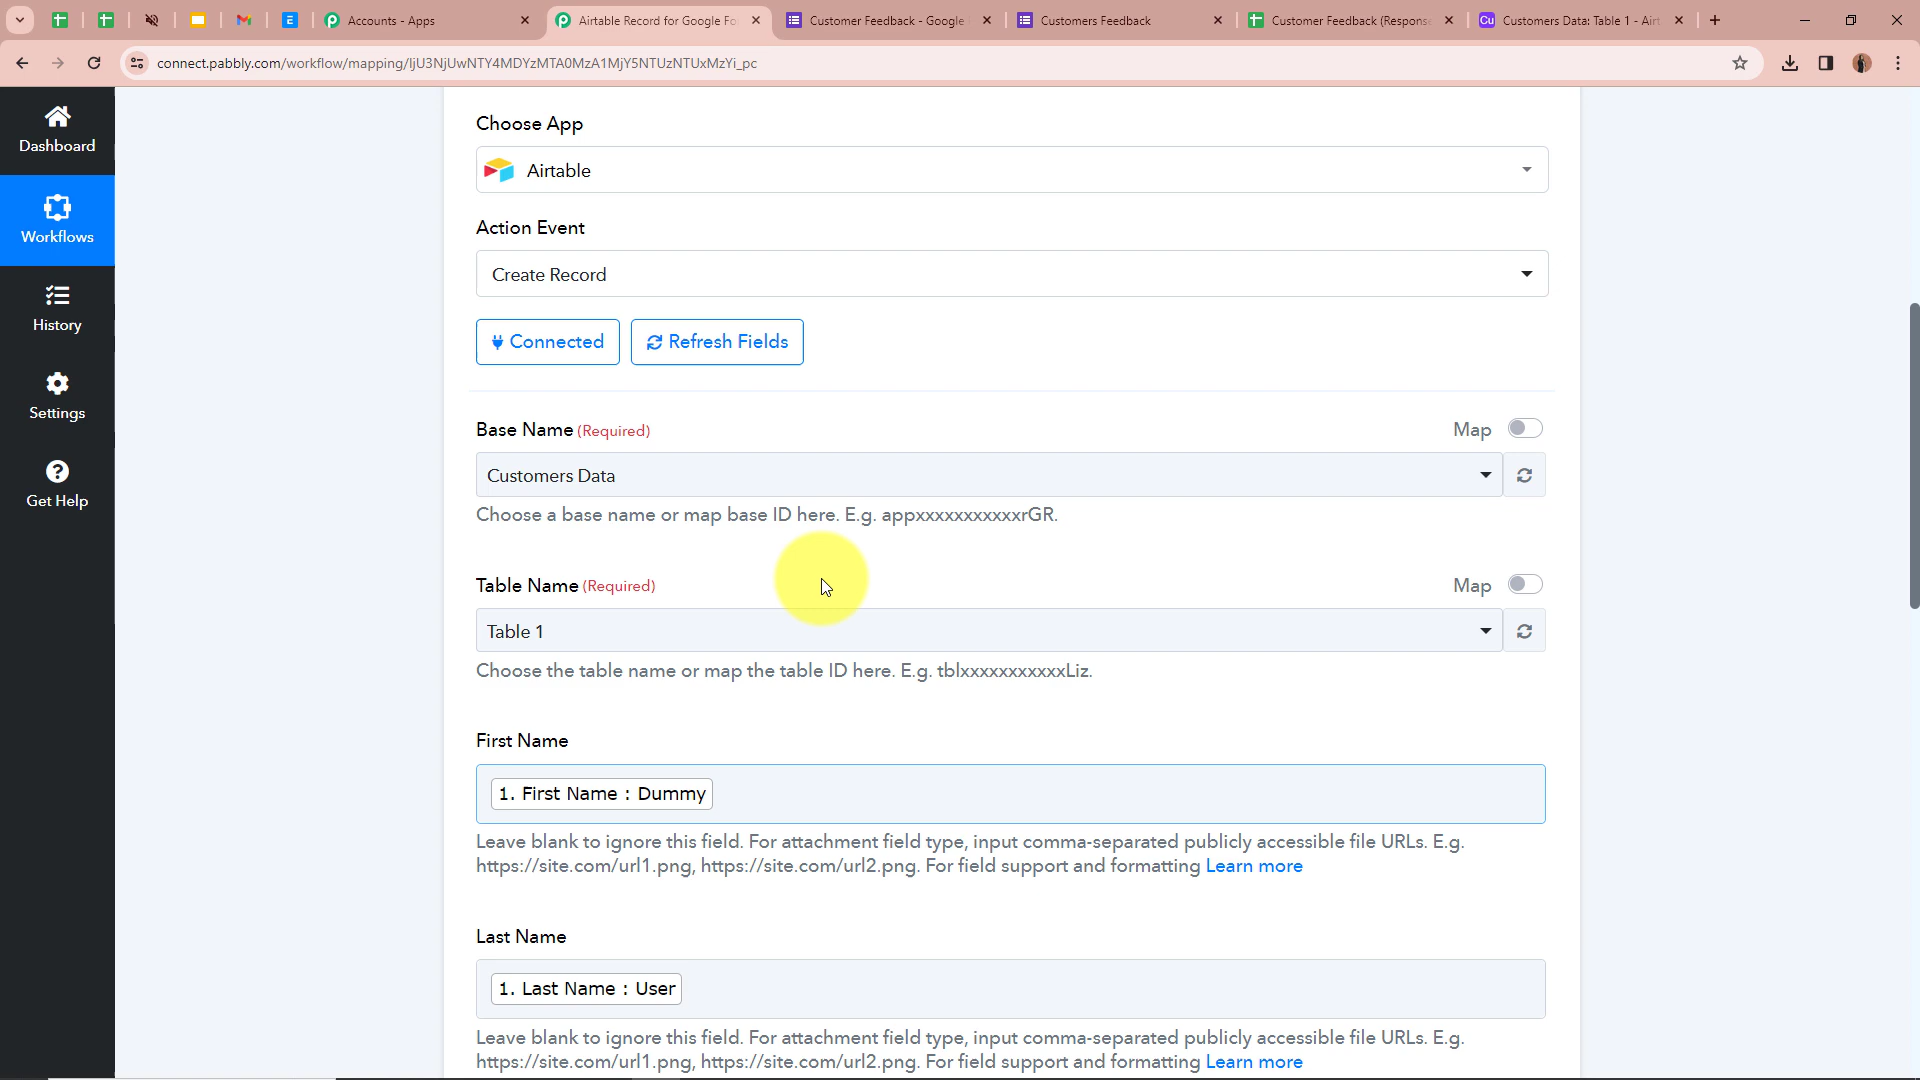 Accounts - Apps
Airtable Record for Google Fo
Customer Feedback - Google
Customers Feedback
Customer Feedback (Respons
Cu
Customers Data: Table 1 - Airt
connect.pabbly.com/workflow/mapping/IjU3NjUwNTY4MDYzMTA0MzA1MjY5NTUzNTUxMzYi_pc
Dashboard
Workflows
History
Settings
Get Help
Choose App
Airtable
Action Event
Create Record
Connected
Refresh Fields
Base Name (Required)
Map
Customers Data
Choose a base name or map base ID here. E.g. appxxxxxxxxxxxrGR.
Table Name (Required)
Map
Table 1
Choose the table name or map the table ID here. E.g. tblxxxxxxxxxxxLiz.
First Name
1. First Name : Dummy
Leave blank to ignore this field. For attachment field type, input comma-separated publicly accessible file URLs. E.g.
https://site.com/url1.png, https://site.com/url2.png. For field support and formatting Learn more
Last Name
1. Last Name : User
Leave blank to ignore this field. For attachment field type, input comma-separated publicly accessible file URLs. E.g.
https://site.com/url1.png, https://site.com/url2.png. For field support and formatting Learn more